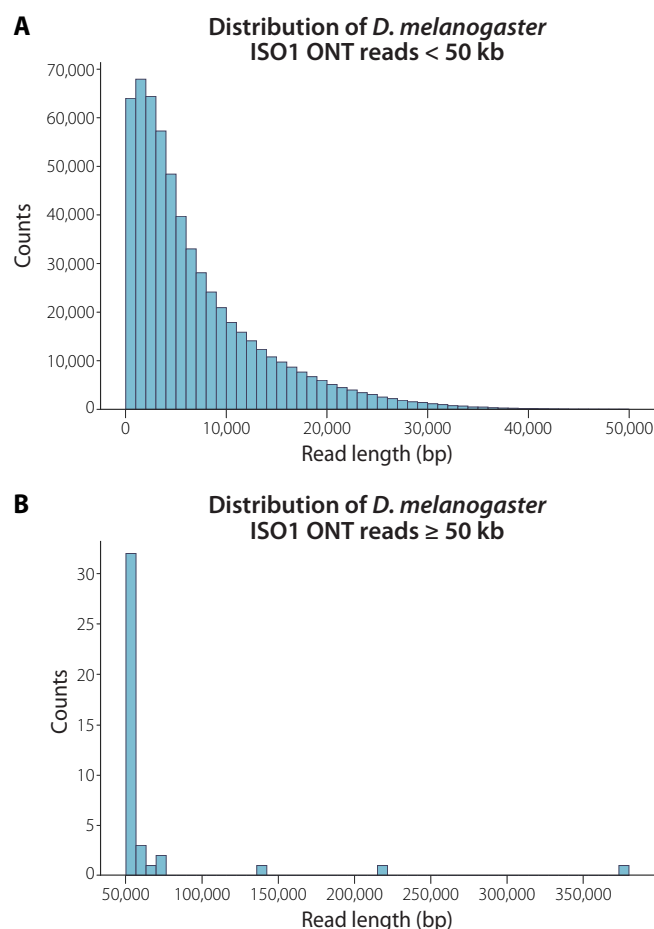 A
Distribution of D. melanogaster
ISO1 ONT reads < 50 kb
70,000
60,000
50,000
40,000
30,000
20,000
10,000
0
Counts
0 10,000 20,000 30,000 40,000 50,000
Read length (bp)
B
Distribution of D. melanogaster
ISO1 ONT reads ≥ 50 kb
30
25
20
15
10
5
0
Counts
50,000 100,000 150,000 200,000 250,000 300,000 350,000
Read length (bp)